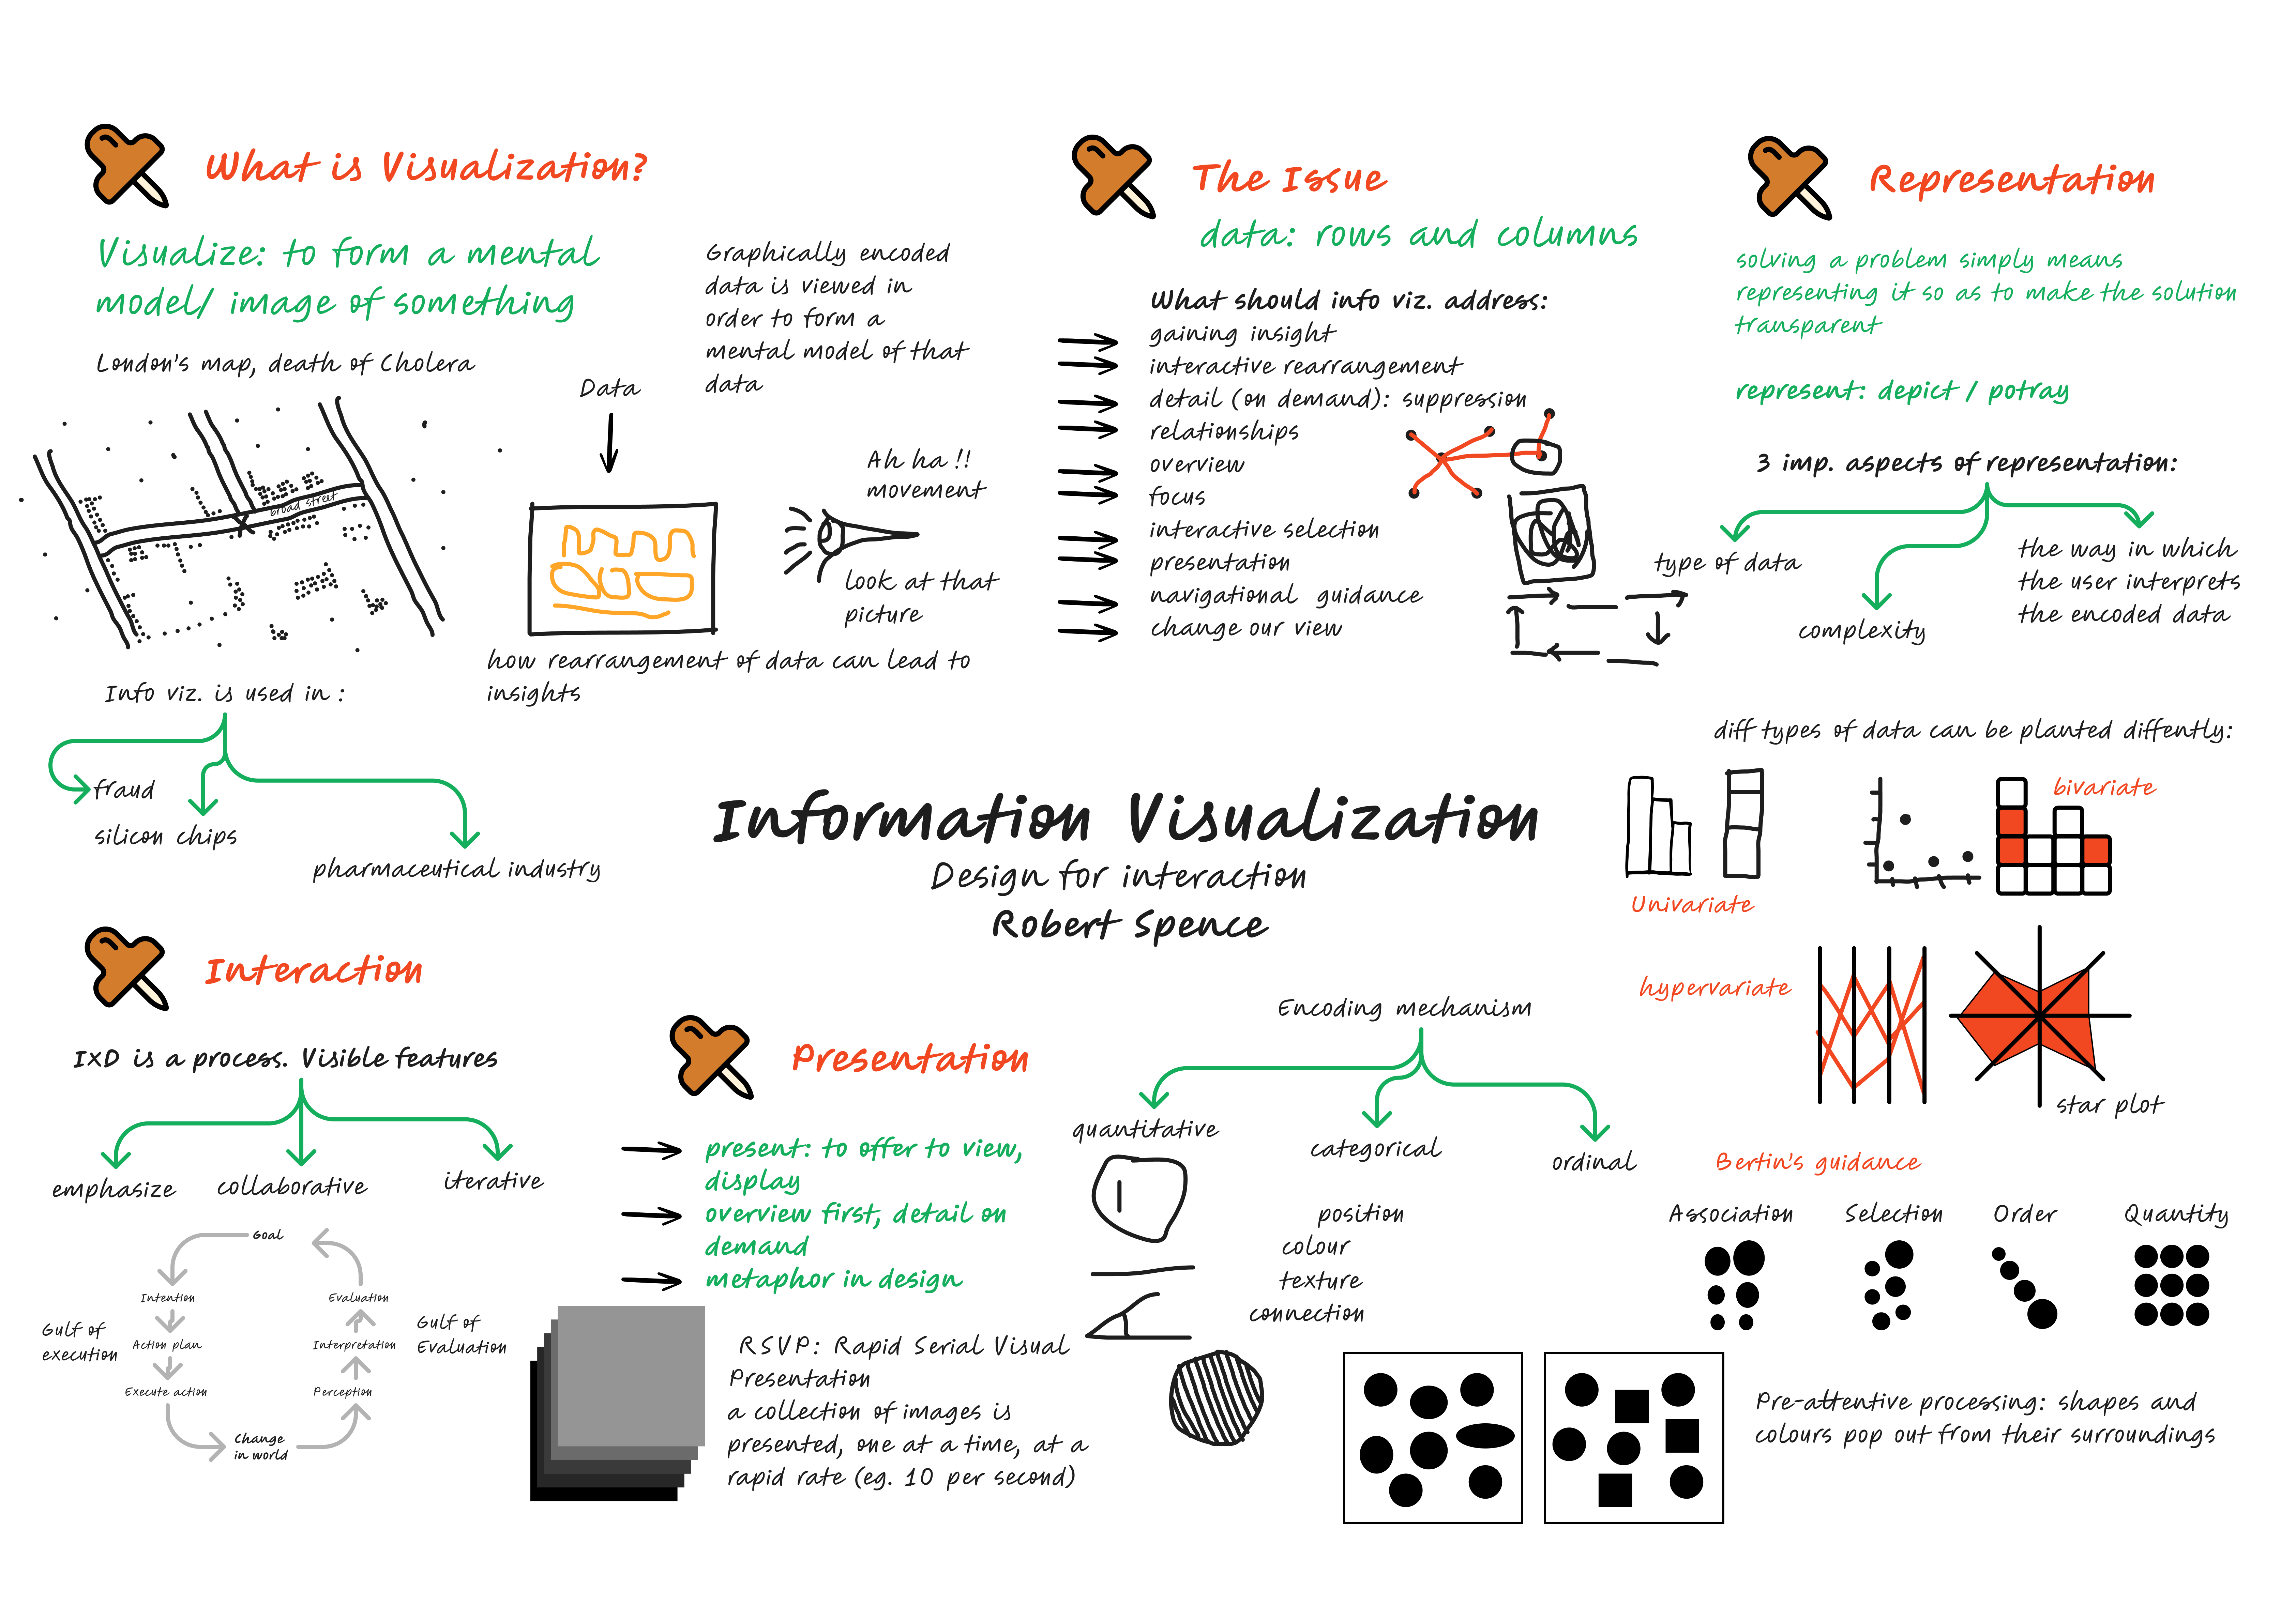 What is Visualization?
Visualize: to form a mental
model/ image of something
London's map, death of Cholera
broad street
Data
Graphically encoded
data is viewed in
order to form a
mental model of that
data
Ah ha !!
movement
look at that
picture
how rearrangement of data can lead to
insights
Info viz. is used in :
fraud
silicon chips
pharmaceutical industry
The Issue
data: rows and columns
What should info viz. address:
gaining insight
interactive rearrangement
detail (on demand): suppression
relationships
overview
focus
interactive selection
presentation
navigational guidance
change our view
Representation
solving a problem simply means
representing it so as to make the solution
transparent
represent: depict / potray
3 imp. aspects of representation:
type of data
complexity
the way in which
the user interprets
the encoded data
diff types of data can be planted diffently:
Univariate
bivariate
hypervariate
star plot
Information Visualization
Design for interaction
Robert Spence
Interaction
IxD is a process. Visible features
emphasize
collaborative
iterative
Goal
Intention
Action plan
Execute action
Change
in world
Perception
Interpretation
Evaluation
Gulf of
execution
Gulf of
Evaluation
Presentation
present: to offer to view,
display
overview first, detail on
demand
metaphor in design
RSVP: Rapid Serial Visual
Presentation
a collection of images is
presented, one at a time, at a
rapid rate (eg. 10 per second)
Encoding mechanism
quantitative
categorical
ordinal
position
colour
texture
connection
Bertin's guidance
Association
Selection
Order
Quantity
Pre-attentive processing: shapes and
colours pop out from their surroundings